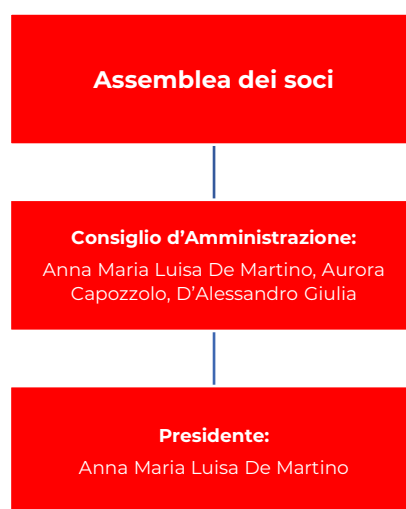 Assemblea dei soci
Consiglio d’Amministrazione:
Anna Maria Luisa De Martino, Aurora
Capozzolo, D’Alessandro Giulia
Presidente:
Anna Maria Luisa De Martino